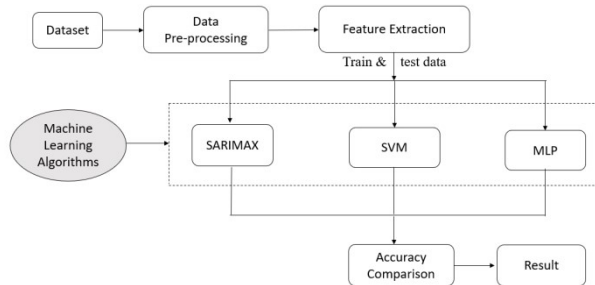 Dataset
Data
Pre-processing
Feature Extraction
Train & test data
Machine
Learning
Algorithms
SARIMAX
SVM
MLP
Accuracy
Comparison
Result